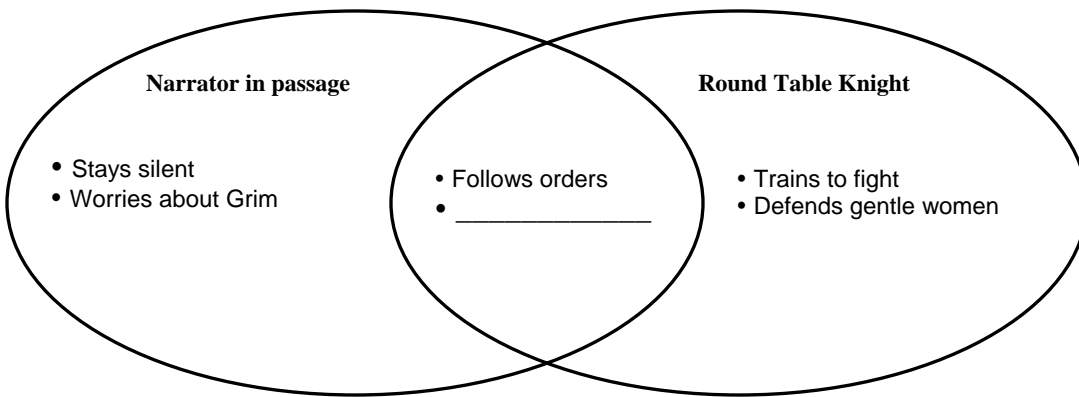 Narrator in passage
• Stays silent
• Worries about Grim
• Follows orders
• _______________
Round Table Knight
• Trains to fight
• Defends gentle women